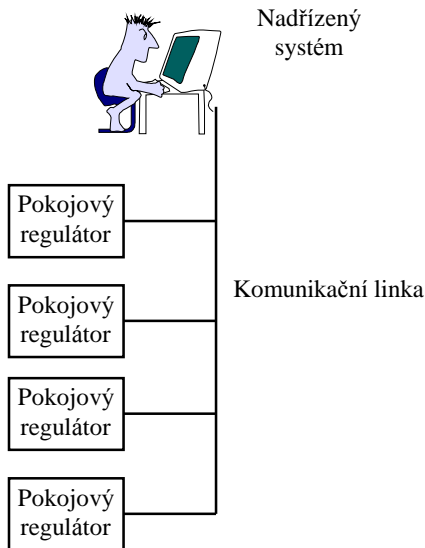 Nadřízený
systém
Pokojový
regulátor
Komunikační linka
Pokojový
regulátor
Pokojový
regulátor
Pokojový
regulátor